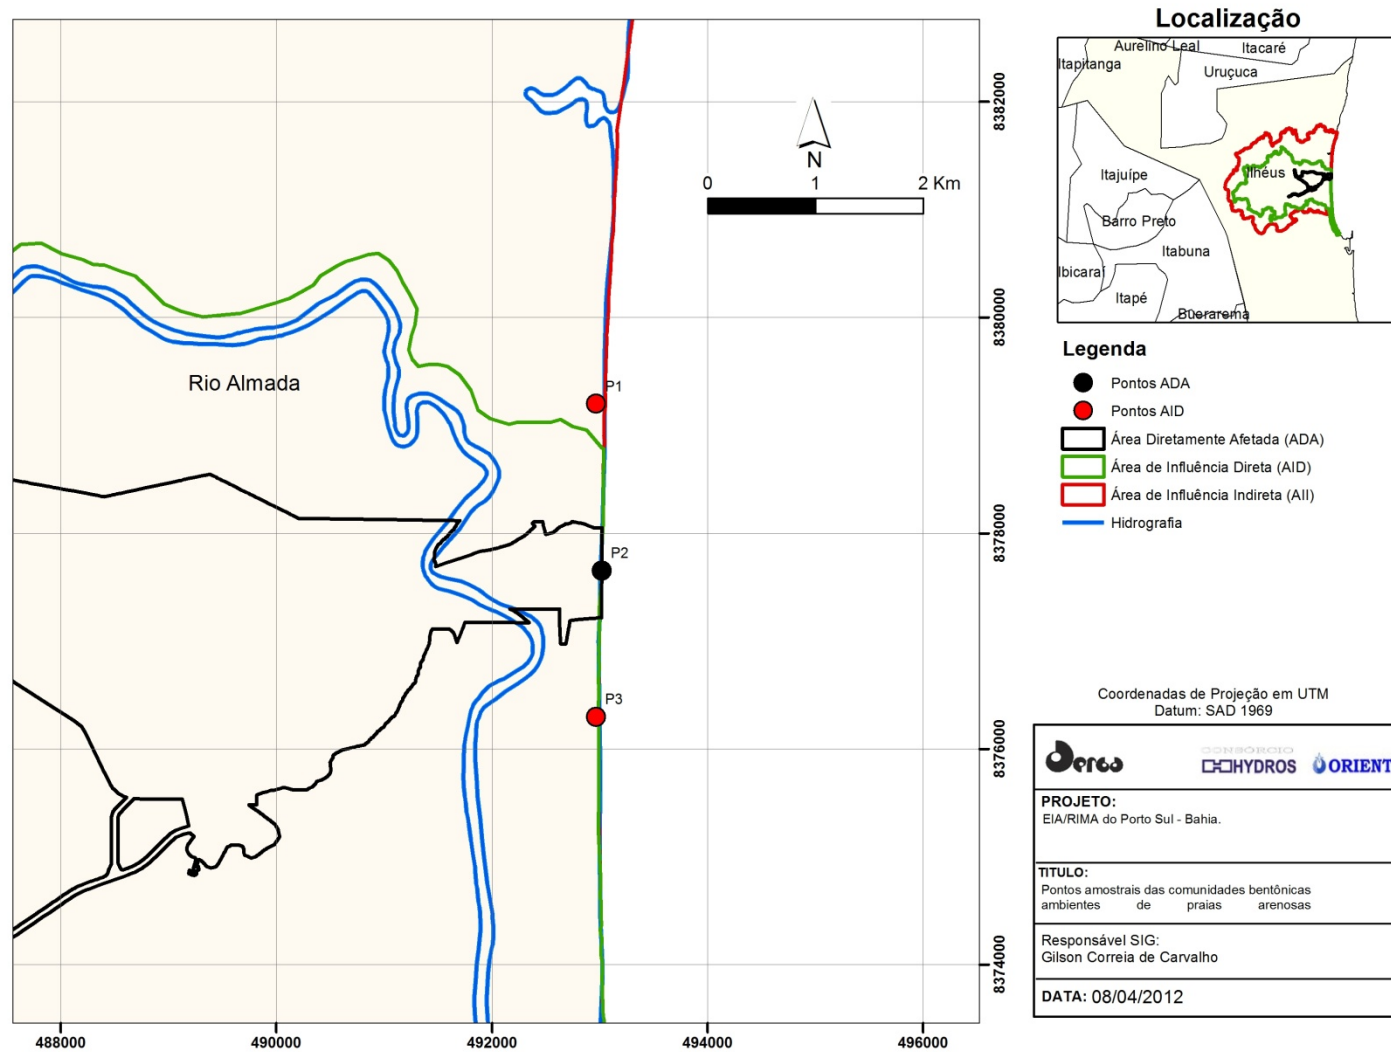 Localização
Aurelino Leal
Itacaré
Itapitanga
Uruçuca
Ilhéus
Itajuípe
Barro Preto
Itabuna
Ibicaraí
Itapé
Buerarema
8382000
8380000
8378000
8376000
8374000
N
0 1 2 Km
Rio Almada
P1
P2
P3
488000 490000 492000 494000 496000
Legenda
Pontos ADA
Pontos AID
Área Diretamente Afetada (ADA)
Área de Influência Direta (AID)
Área de Influência Indireta (AII)
Hidrografia
Coordenadas de Projeção em UTM
Datum: SAD 1969
Derba
CONSÓRCIO
HYDROS ORIENT
PROJETO:
EIA/RIMA do Porto Sul - Bahia.
TITULO:
Pontos amostrais das comunidades bentônicas
ambientes de praias arenosas
Responsável SIG:
Gilson Correia de Carvalho
DATA: 08/04/2012